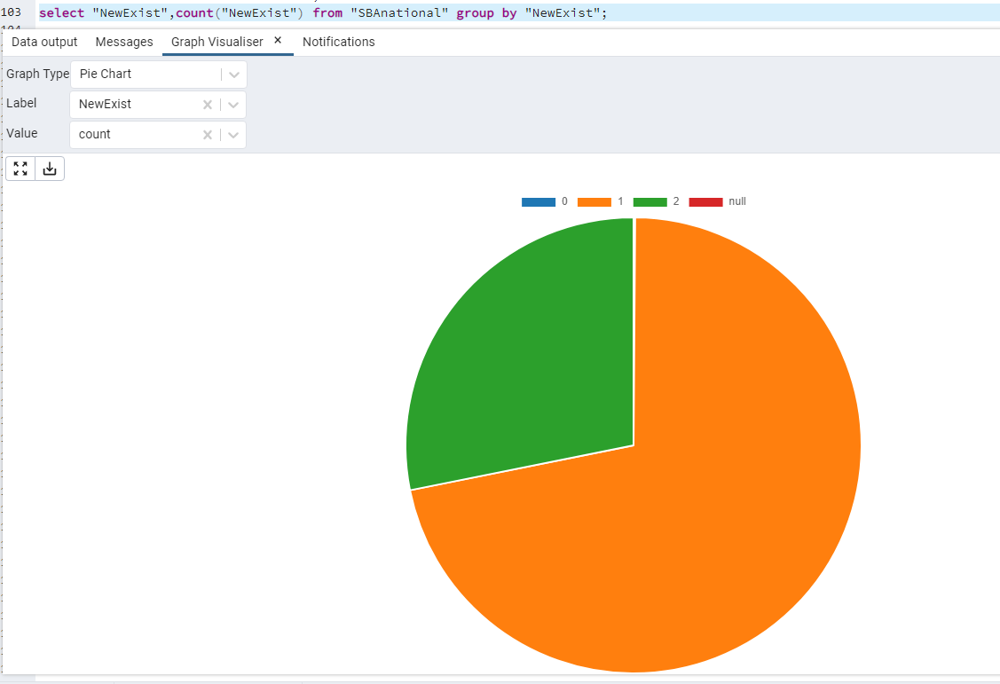 103 select "NewExist",count("NewExist") from "SBAnational" group by "NewExist";
Data output Messages Graph Visualiser × Notifications
Graph Type Pie Chart
Label NewExist
Value count
0 1 2 null